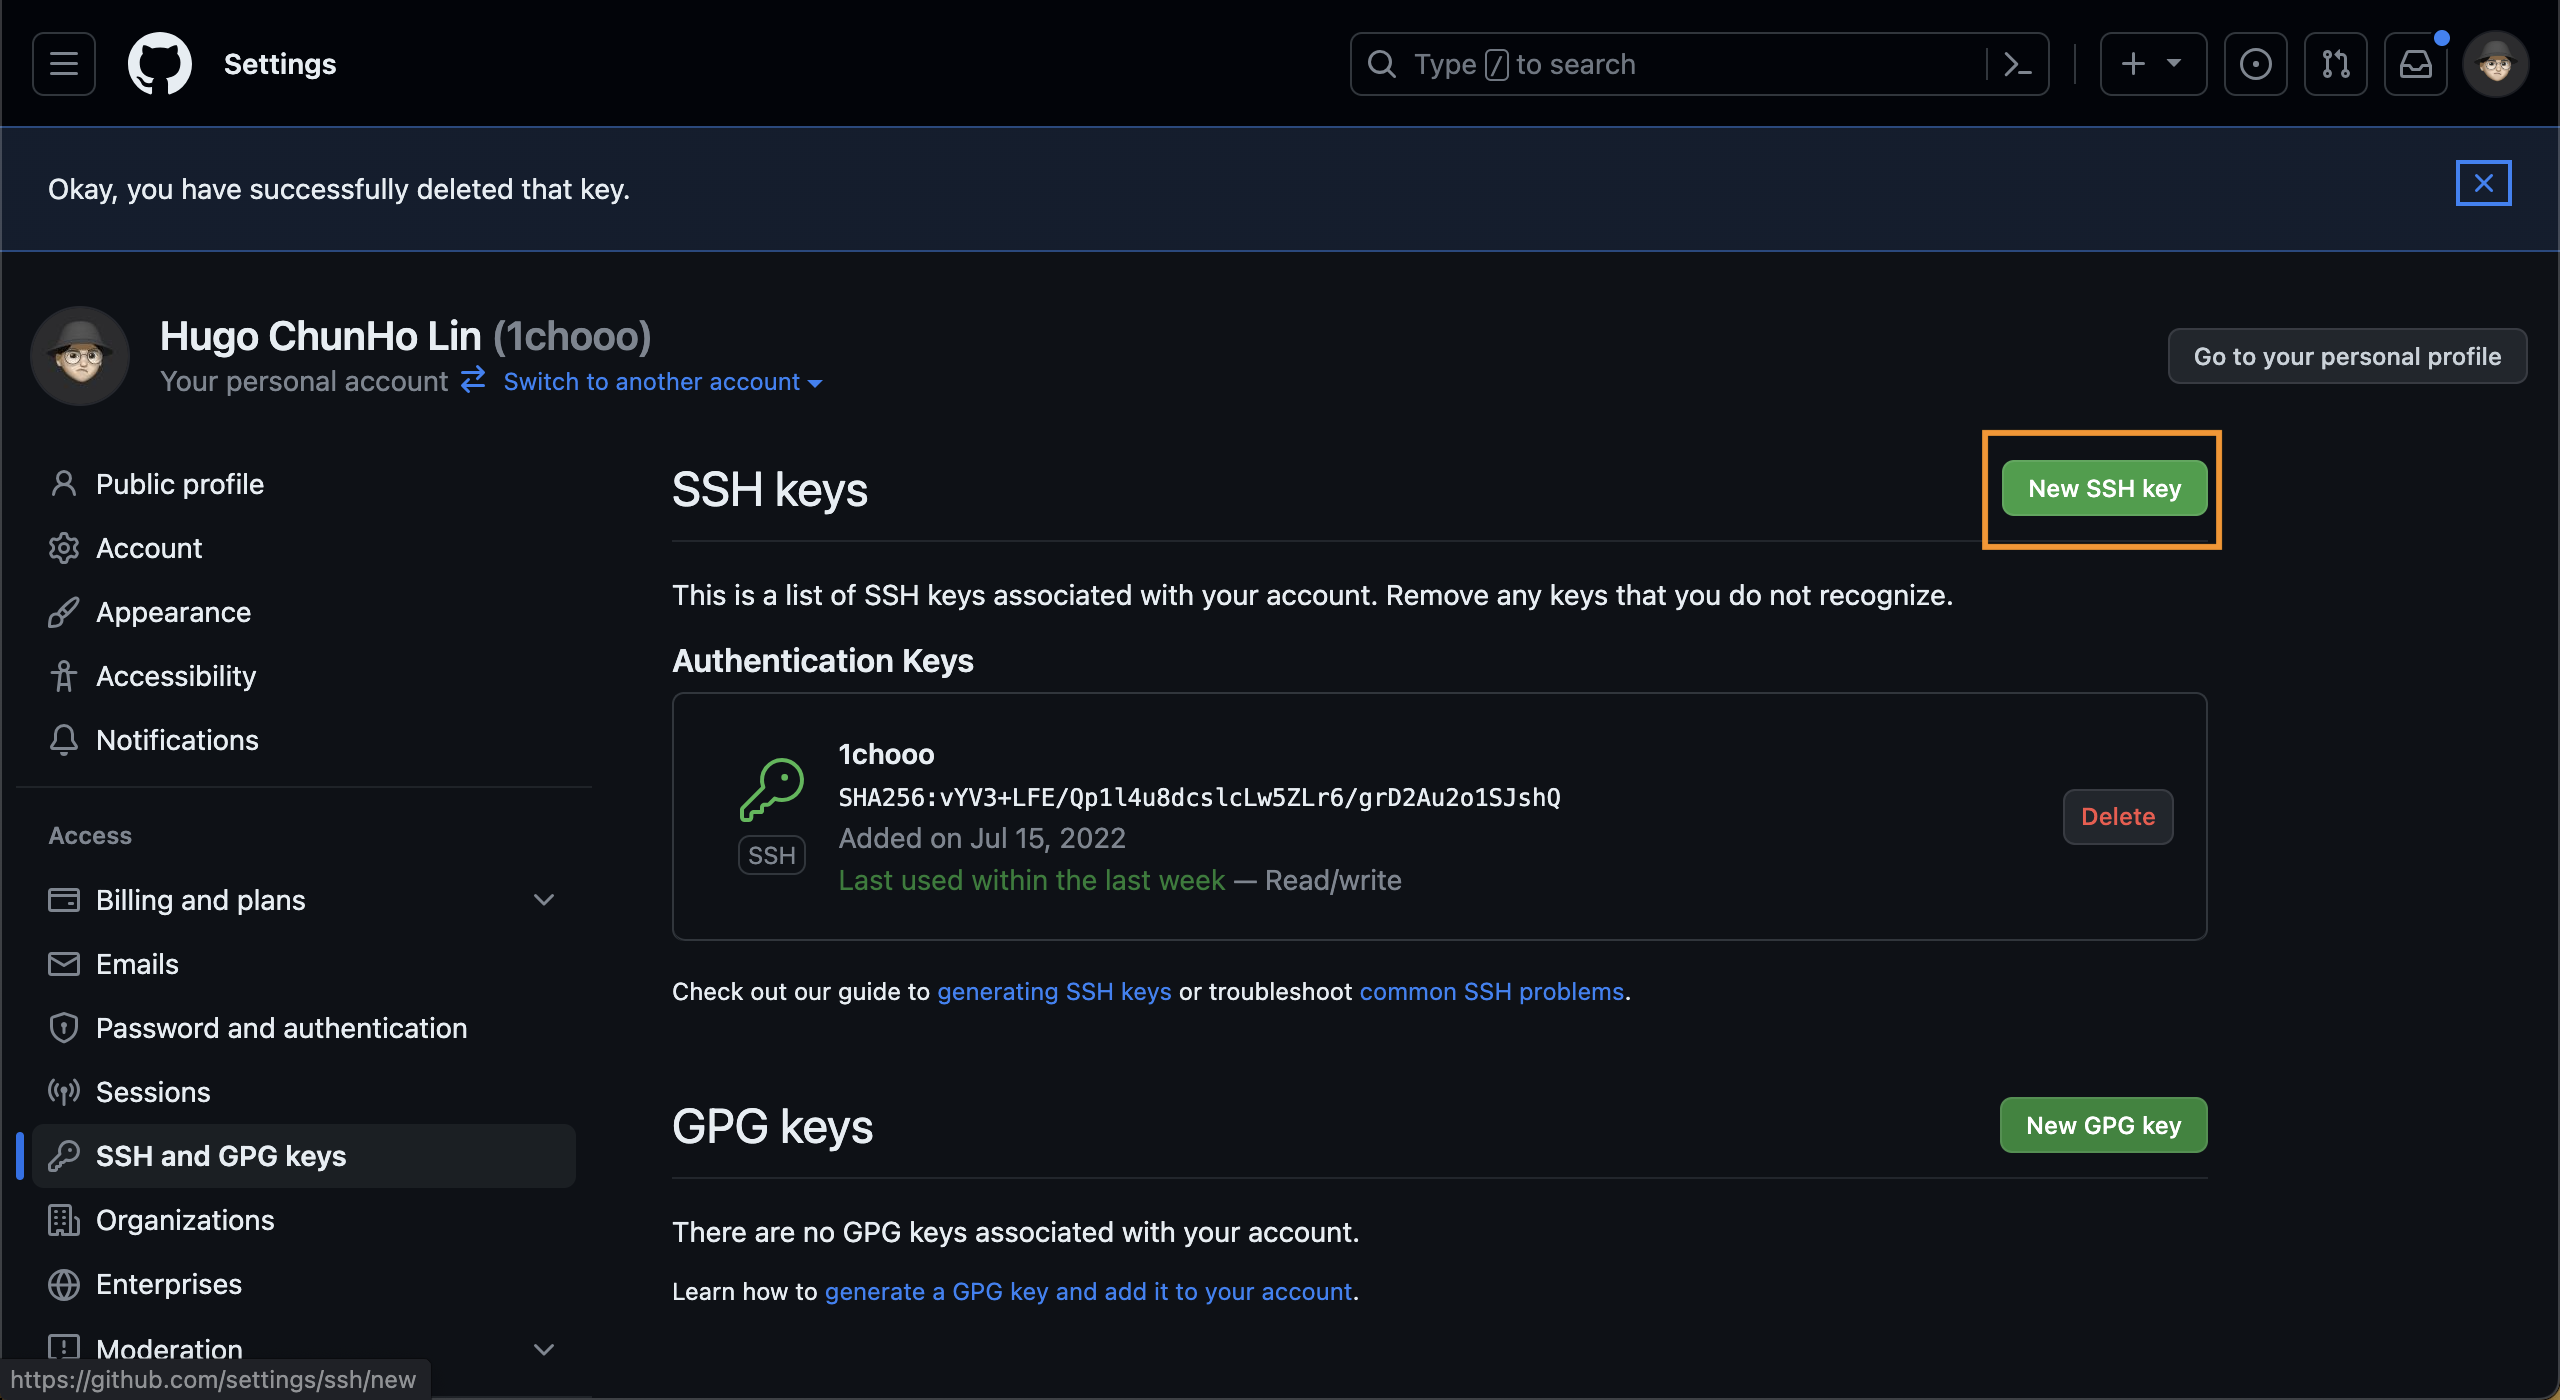 Settings
Type / to search
Okay, you have successfully deleted that key.
Hugo ChunHo Lin (1chooo)
Your personal account Switch to another account
Go to your personal profile
Public profile
Account
Appearance
Accessibility
Notifications
Access
Billing and plans
Emails
Password and authentication
Sessions
SSH and GPG keys
Organizations
Enterprises
Moderation
https://github.com/settings/ssh/new
SSH keys
New SSH key
This is a list of SSH keys associated with your account. Remove any keys that you do not recognize.
Authentication Keys
1chooo
SHA256:vYV3+LFE/Qp1l4u8dcslcLw5ZLr6/grD2Au2o1SJshQ
Added on Jul 15, 2022
Last used within the last week — Read/write
SSH
Delete
Check out our guide to generating SSH keys or troubleshoot common SSH problems.
GPG keys
New GPG key
There are no GPG keys associated with your account.
Learn how to generate a GPG key and add it to your account.